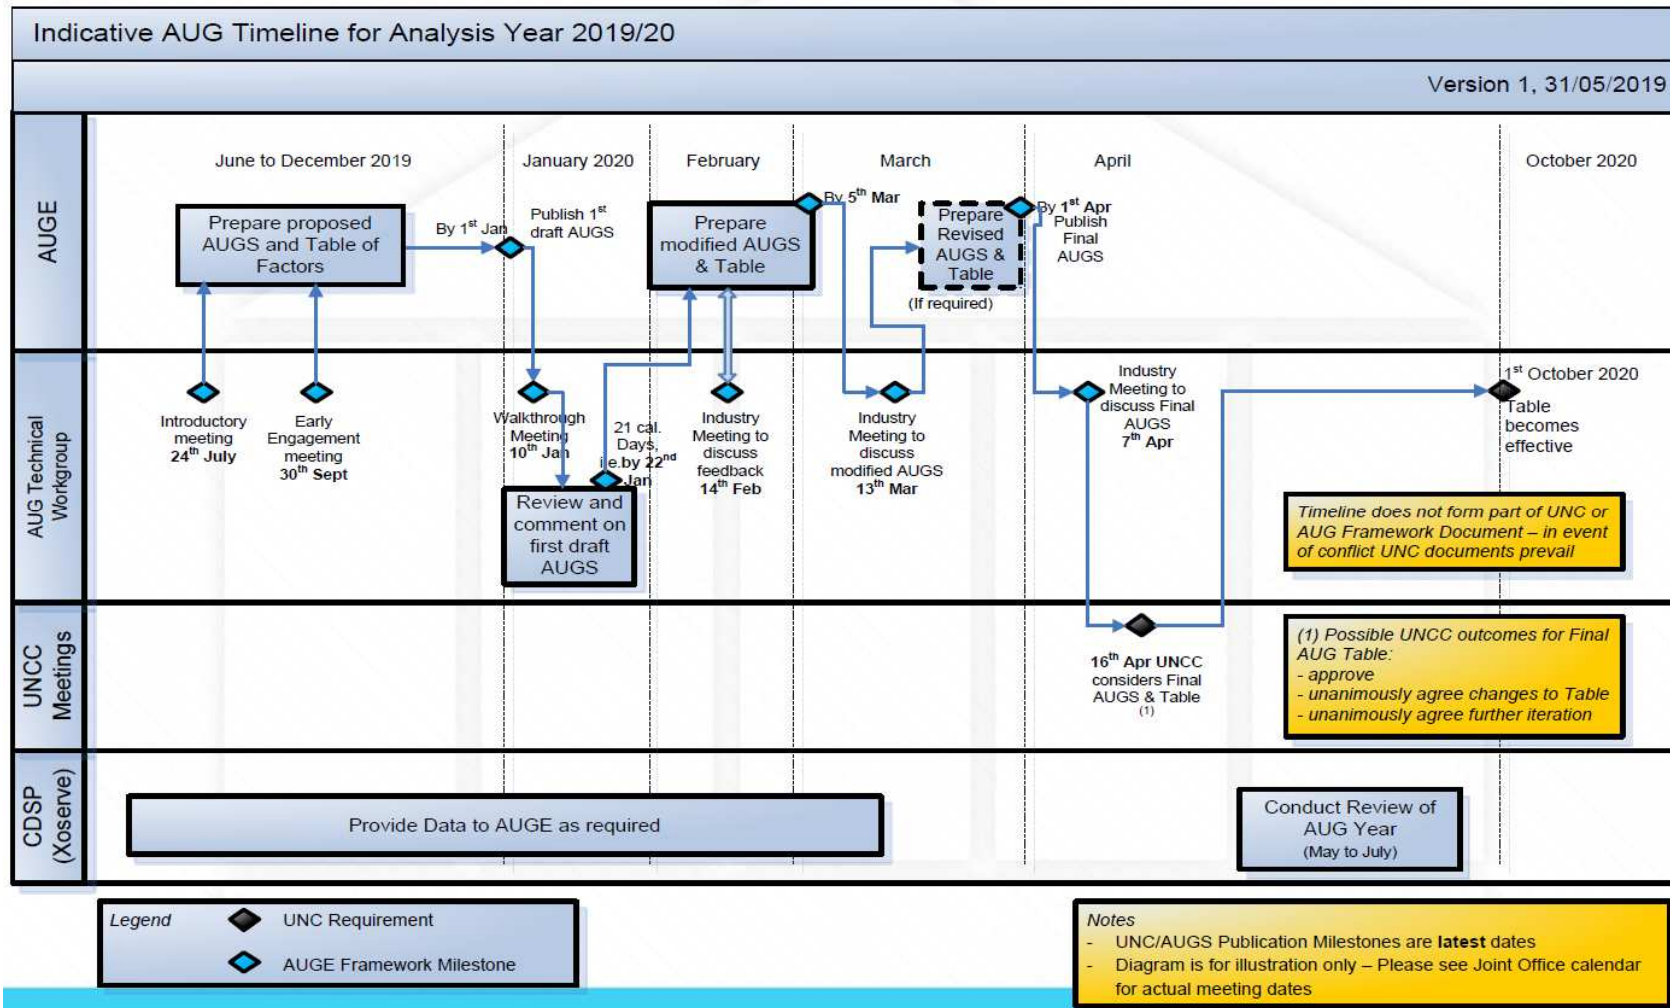 Indicative AUG Timeline for Analysis Year 2019/20
Version 1, 31/05/2019
AUGE
June to December 2019
January 2020
February
March
April
October 2020
Prepare proposed
AUGS and Table of
Factors
By 1st Jan
Publish 1st
draft AUGS
Prepare
modified AUGS
& Table
By 5th Mar
Prepare
Revised
AUGS &
Table
(If required)
By 1st Apr
Publish
Final
AUGS
AUG Technical
Workgroup
Introductory
meeting
24th July
Early
Engagement
meeting
30th Sept
Walkthrough
Meeting
10th Jan
21 cal.
Days,
i.e.by 22nd
Jan
Review and
comment on
first draft
AUGS
Industry
Meeting to
discuss
feedback
14th Feb
Industry
Meeting to
discuss
modified AUGS
13th Mar
Industry
Meeting to
discuss Final
AUGS
7th Apr
1st October 2020
Table
becomes
effective
Timeline does not form part of UNC or
AUG Framework Document – in event
of conflict UNC documents prevail
UNCC
Meetings
16th Apr UNCC
considers Final
AUGS & Table
(1)
(1) Possible UNCC outcomes for Final
AUG Table:
- approve
- unanimously agree changes to Table
- unanimously agree further iteration
CDSP
(Xoserve)
Provide Data to AUGE as required
Conduct Review of
AUG Year
(May to July)
Legend
UNC Requirement
AUGE Framework Milestone
Notes
- UNC/AUGS Publication Milestones are latest dates
- Diagram is for illustration only – Please see Joint Office calendar
for actual meeting dates